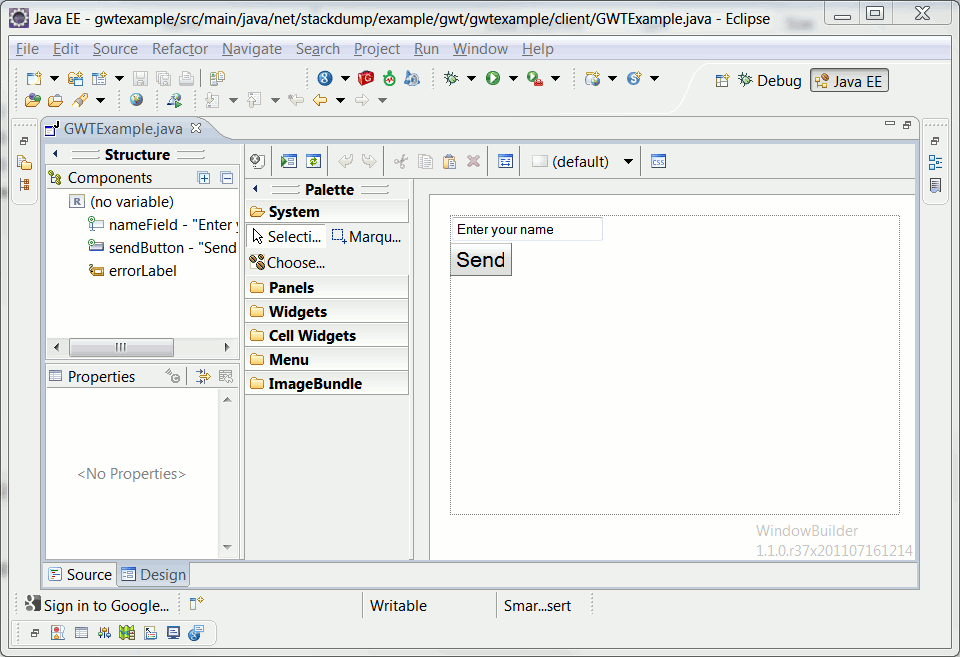 Java EE - gwtexample/src/main/java/net/stackdump/example/gwt/gwtexample/client/GWTExample.java - Eclipse
File Edit Source Refactor Navigate Search Project Run Window Help
Debug Java EE
GWTExample.java
Structure
Components
R (no variable)
nameField - "Enter y
sendButton - "Send
errorLabel
Properties
<No Properties>
(default)
CSS
Palette
System
Selecti... Marqu...
Choose...
Panels
Widgets
Cell Widgets
Menu
ImageBundle
Enter your name
Send
WindowBuilder
1.1.0.r37x201107161214
Source Design
Sign in to Google... Writable Smar...sert